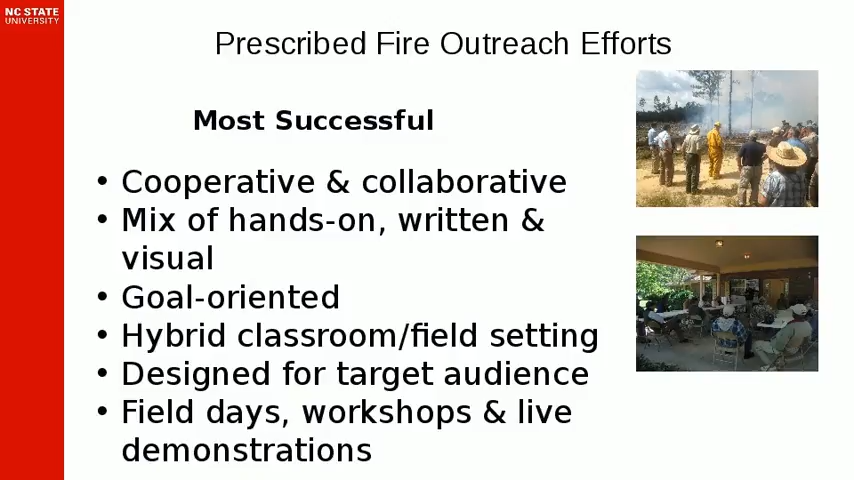 NC STATE
UNIVERSITY
Prescribed Fire Outreach Efforts
Most Successful
• Cooperative & collaborative
• Mix of hands-on, written &
visual
• Goal-oriented
• Hybrid classroom/field setting
• Designed for target audience
• Field days, workshops & live
demonstrations